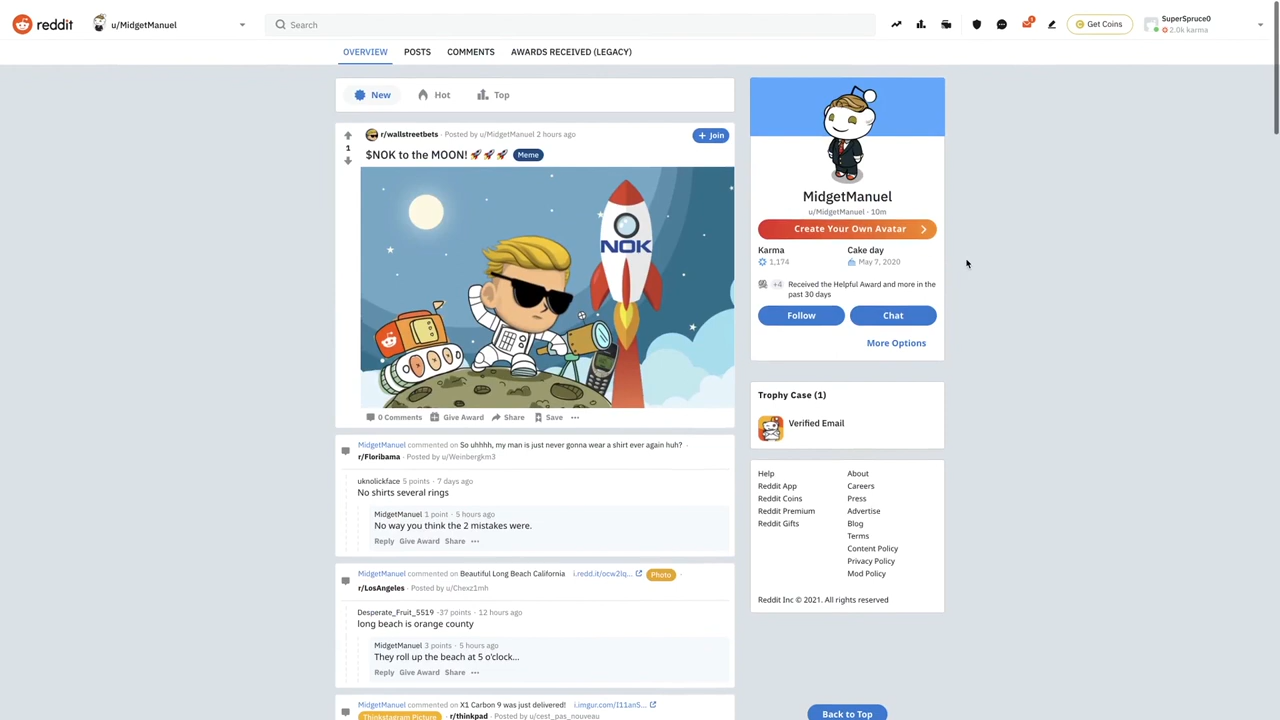 reddit
u/MidgetManuel
Search
1
Get Coins
SuperSpruce0
2.0k karma
OVERVIEW POSTS COMMENTS AWARDS RECEIVED (LEGACY)
New Hot Top
r/wallstreetbets · Posted by u/MidgetManuel 2 hours ago
+ Join
1
$NOK to the MOON! 🚀🚀🚀 Meme
NOK
0 Comments Give Award Share Save ...
MidgetManuel commented on So uhhhh, my man is just never gonna wear a shirt ever again huh? ·
r/Floribama · Posted by u/Weinbergkm3
uknolickface 5 points · 7 days ago
No shirts several rings
MidgetManuel 1 point · 5 hours ago
No way you think the 2 mistakes were.
Reply Give Award Share ...
MidgetManuel commented on Beautiful Long Beach California i.redd.it/ocw2lq... Photo ·
r/LosAngeles · Posted by u/Chexz1mh
Desperate_Fruit_5519 -37 points · 12 hours ago
long beach is orange county
MidgetManuel 3 points · 5 hours ago
They roll up the beach at 5 o'clock...
Reply Give Award Share ...
MidgetManuel commented on X1 Carbon 9 was just delivered! i.imgur.com/I11an5...
Thinkstagram Picture · r/thinkpad · Posted by u/cest_pas_nouveau
MidgetManuel
u/MidgetManuel · 10m
Create Your Own Avatar
Karma Cake day
1,174 May 7, 2020
+4 Received the Helpful Award and more in the
past 30 days
Follow Chat
More Options
Trophy Case (1)
Verified Email
Help About
Reddit App Careers
Reddit Coins Press
Reddit Premium Advertise
Reddit Gifts Blog
Terms
Content Policy
Privacy Policy
Mod Policy
Reddit Inc © 2021. All rights reserved
Back to Top